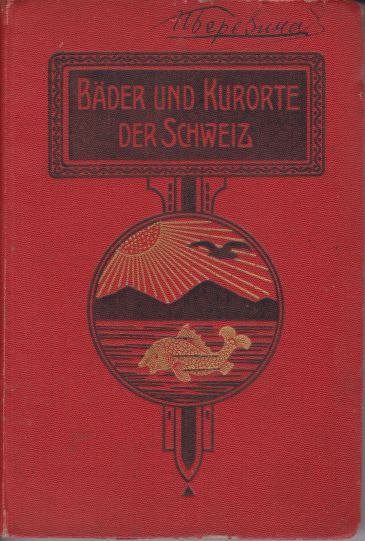 BÄDER UND KURORTE
DER SCHWEIZ